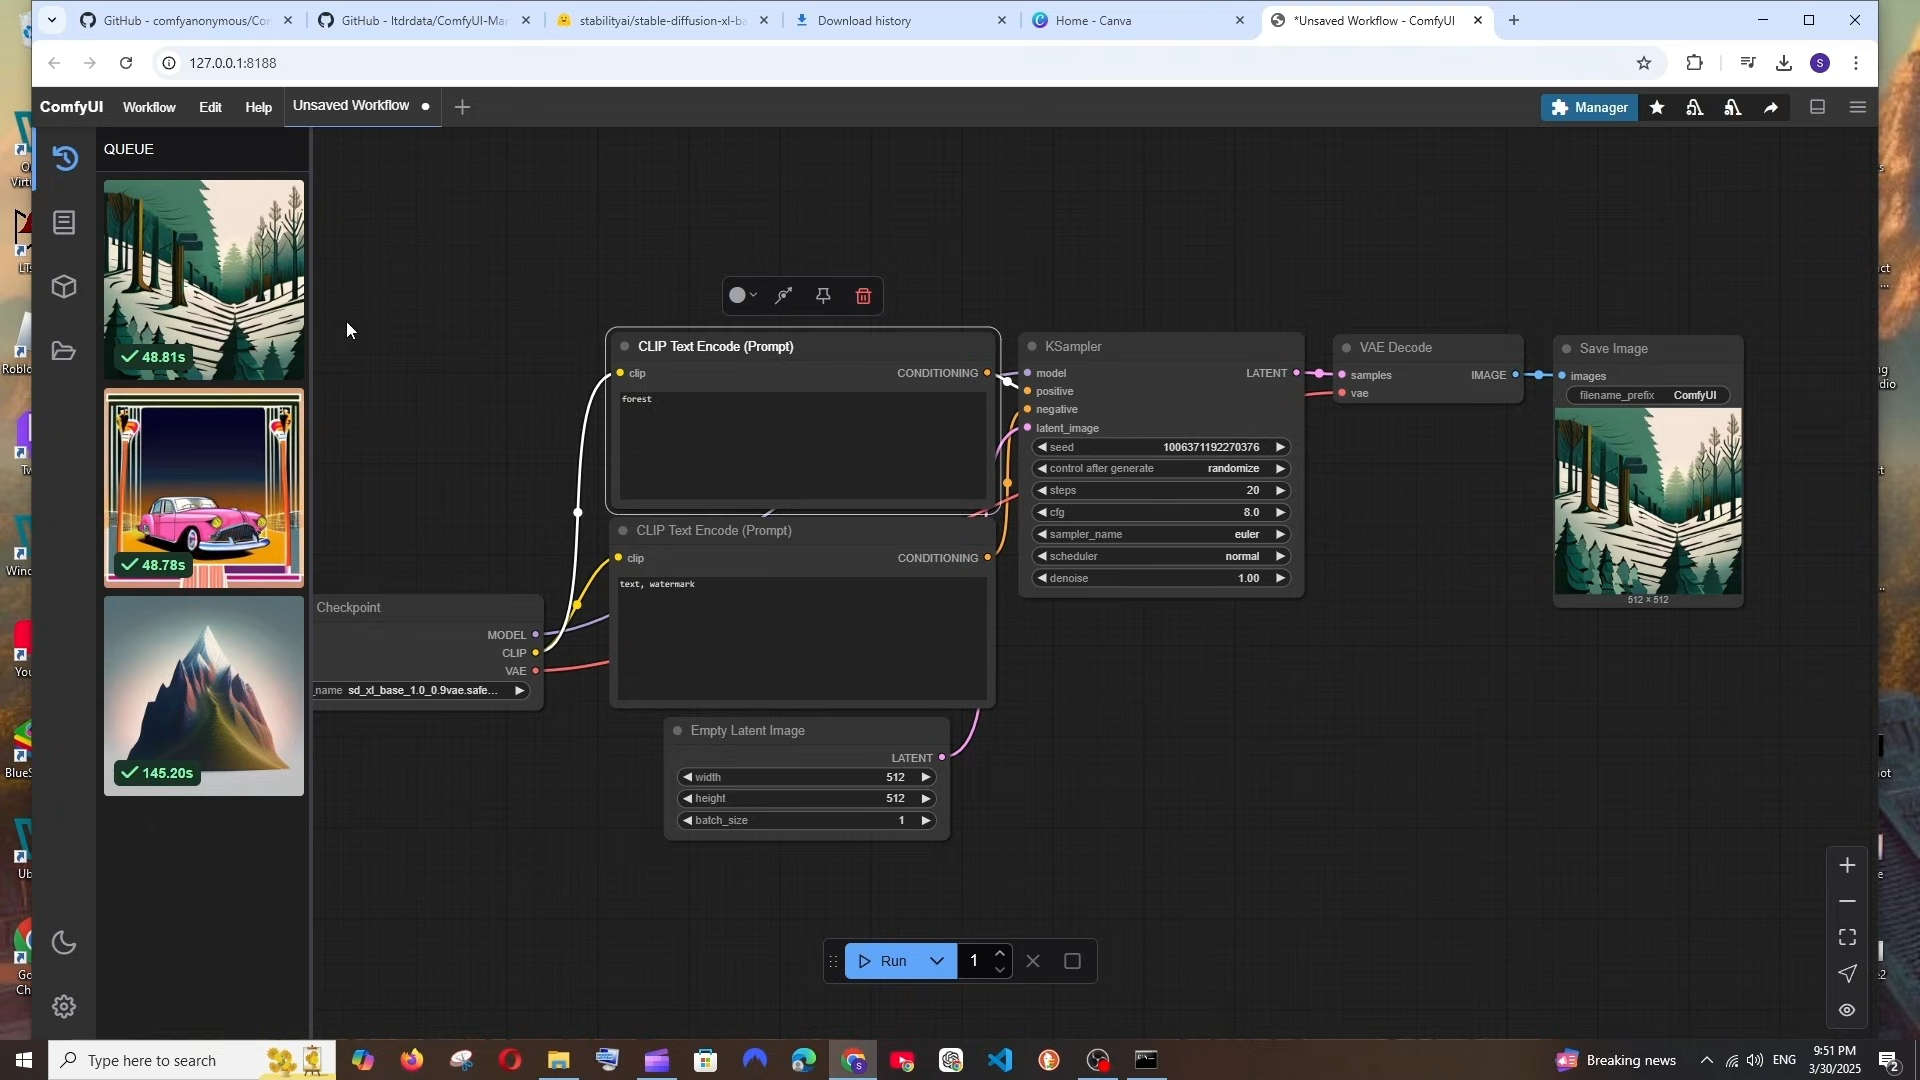 GitHub - comfyanonymous/Co
GitHub - ltdrdata/ComfyUI-Ma
stabilityai/stable-diffusion-xl-ba
Download history
Home - Canva
*Unsaved Workflow - ComfyUI
127.0.0.1:8188
S
ComfyUI
Workflow
Edit
Help
Unsaved Workflow
Manager
QUEUE
48.81s
48.78s
145.20s
CLIP Text Encode (Prompt)
clip
CONDITIONING
forest
CLIP Text Encode (Prompt)
clip
CONDITIONING
text, watermark
Checkpoint
MODEL
CLIP
VAE
_name sd_xl_base_1.0_0.9vae.safe...
Empty Latent Image
LATENT
width 512
height 512
batch_size 1
KSampler
model
LATENT
positive
negative
latent_image
seed 1006371192270376
control after generate randomize
steps 20
cfg 8.0
sampler_name euler
scheduler normal
denoise 1.00
VAE Decode
samples
IMAGE
vae
Save Image
images
filename_prefix ComfyUI
512 × 512
Run
1
Type here to search
Breaking news
ENG
9:51 PM
3/30/2025
2